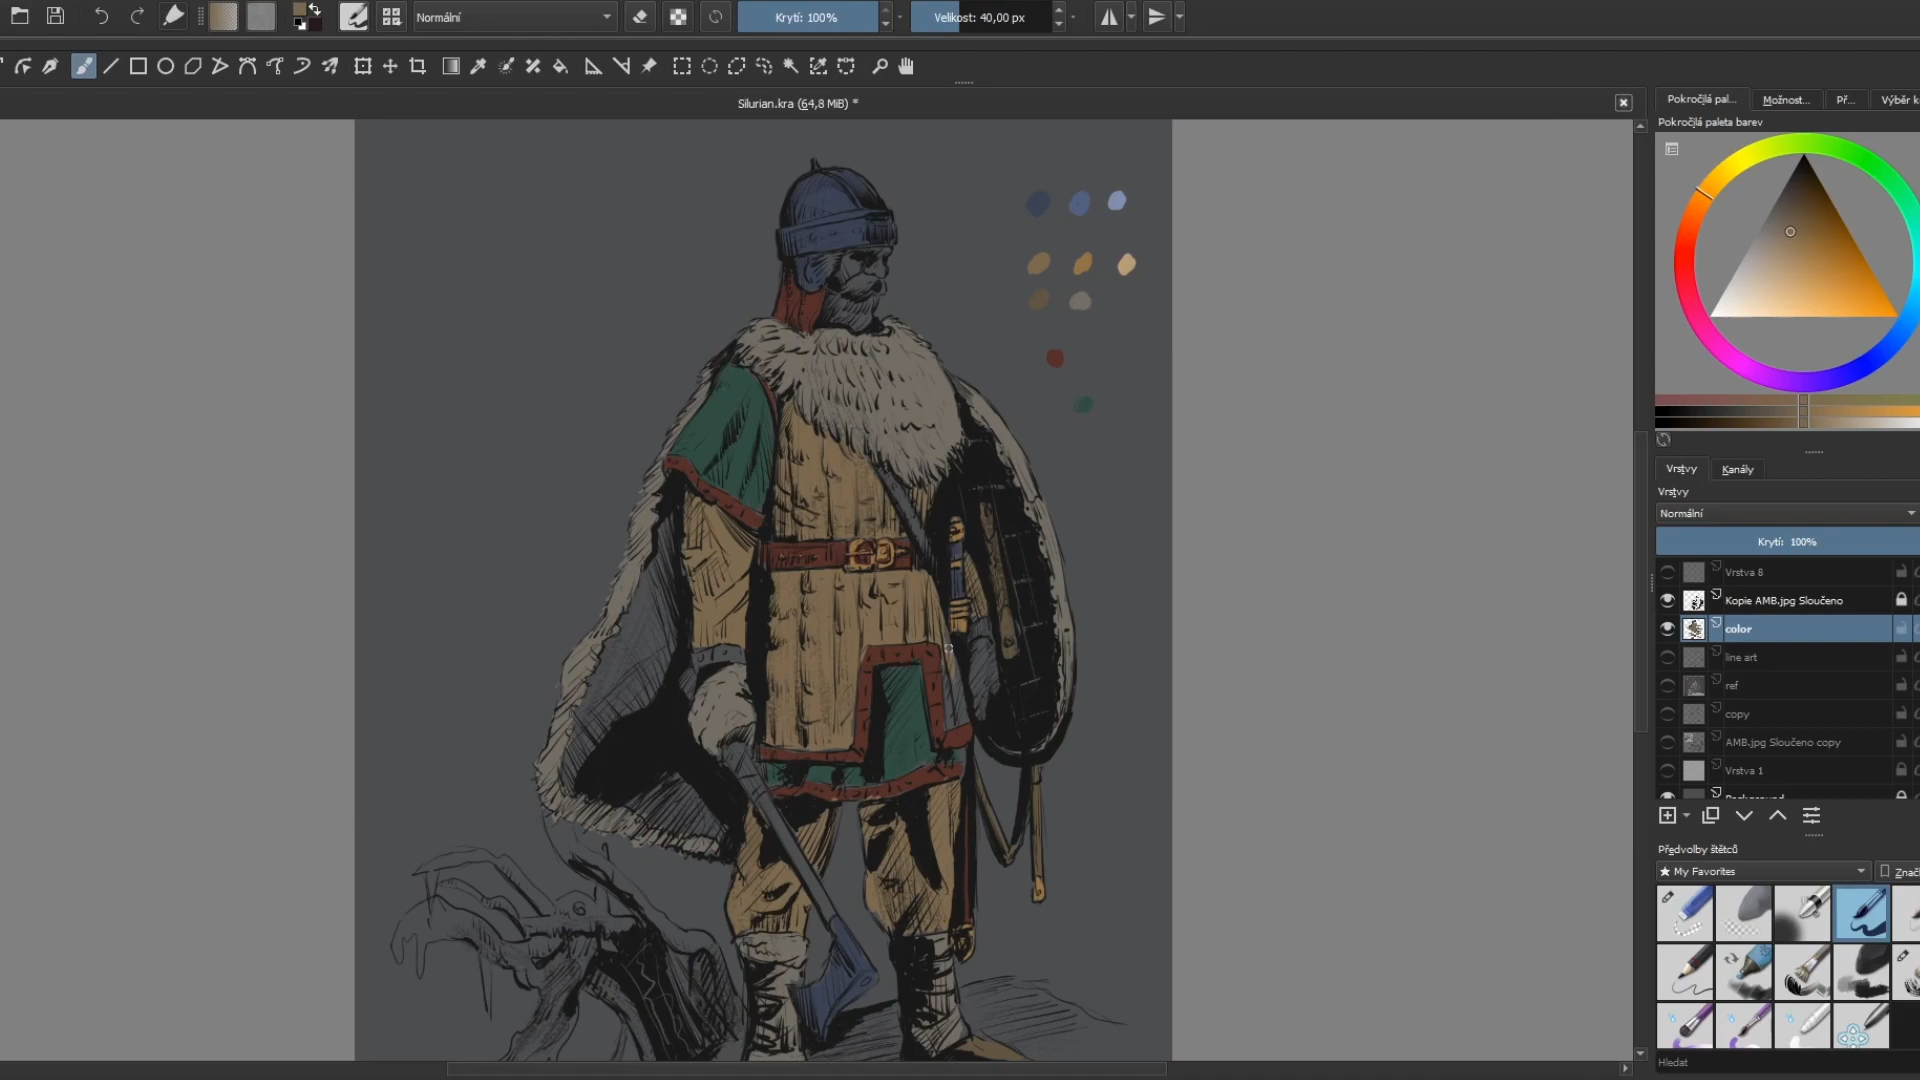 Normální
Krytí: 100%
Velikost: 40,00 px
Silurian.kra (64,8 MiB) *
Pokročilá pal...
Možnost...
Př...
Výběr k
Pokročilá paleta barev
Vrstvy
Kanály
Vrstvy
Normální
Krytí: 100%
Vrstva 8
Kopie AMB.jpg Sloučeno
color
line art
ref
copy
AMB.jpg Sloučeno copy
Vrstva 1
Background
Předvolby štětců
★ My Favorites
Znač
Hledat